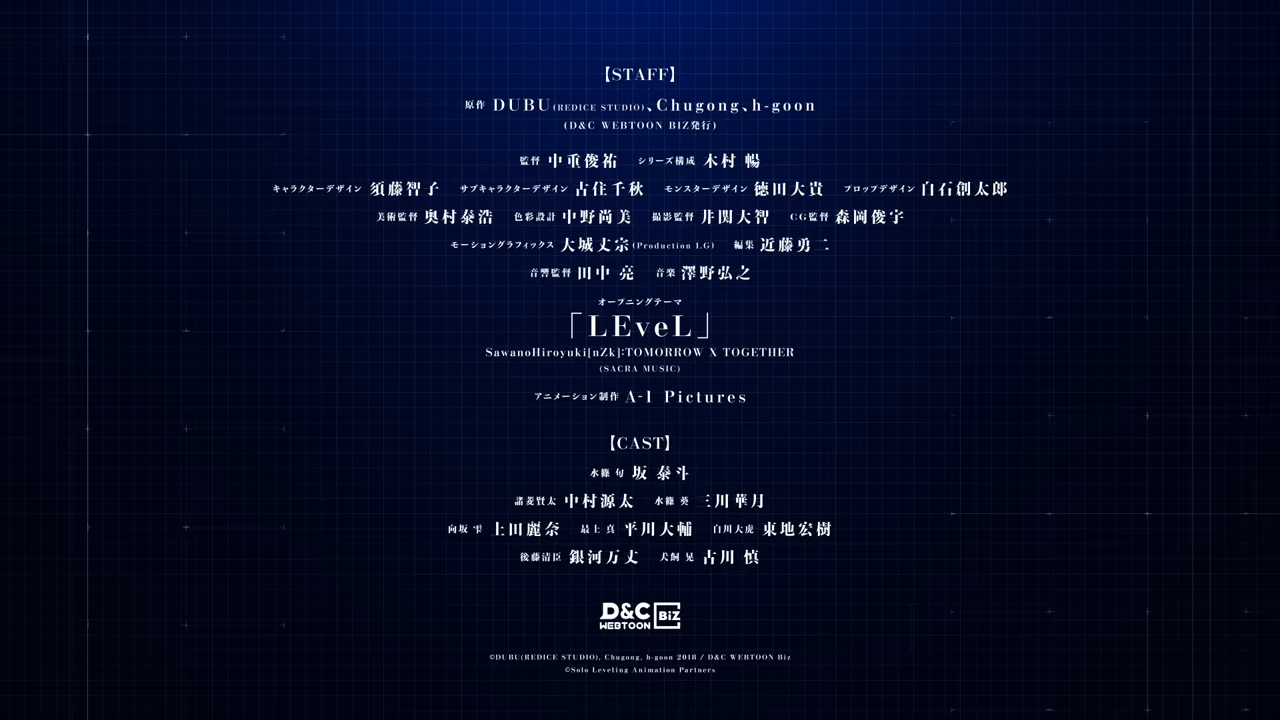 【STAFF】
原作 DUBU(REDICE STUDIO)、Chugong、h-goon
(D&C WEBTOON BIZ発行)
監督 中重俊祐 シリーズ構成 木村 暢
キャラクターデザイン 須藤智子 サブキャラクターデザイン 古住千秋 モンスターデザイン 徳田大貴 プロップデザイン 白石創太郎
美術監督 奥村泰浩 色彩設計 中野尚美 撮影監督 井関大智 CG監督 森岡俊宇
モーショングラフィックス 大城丈宗(Production I.G) 編集 近藤勇二
音響監督 田中 亮 音楽 澤野弘之
オープニングテーマ
「LEveL」
SawanoHiroyuki[nZk]:TOMORROW X TOGETHER
(SACRA MUSIC)
アニメーション制作 A-1 Pictures
【CAST】
水篠 旬 坂 泰斗
諸菱賢太 中村源太 水篠 葵 三川華月
向坂 雫 上田麗奈 最上 真 平川大輔 白川大虎 東地宏樹
後藤清臣 銀河万丈 犬飼 晃 古川 慎
D&C
WEBTOON BiZ
©DUBU(REDICE STUDIO), Chugong, h-goon 2018 / D&C WEBTOON Biz
©Solo Leveling Animation Partners